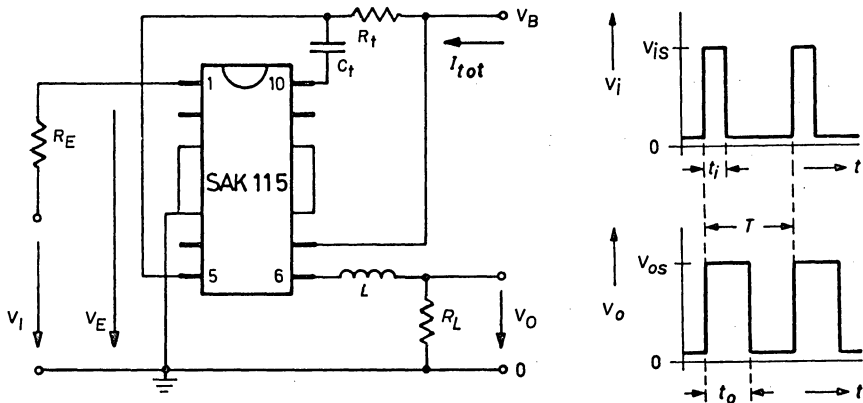 V_B
R_t
C_t
I_tot
1
10
R_E
SAK 115
5
6
L
R_L
V_I
V_E
V_O
0
V_is
V_i
0
t_i
t
T
V_os
V_o
0
t_o
t